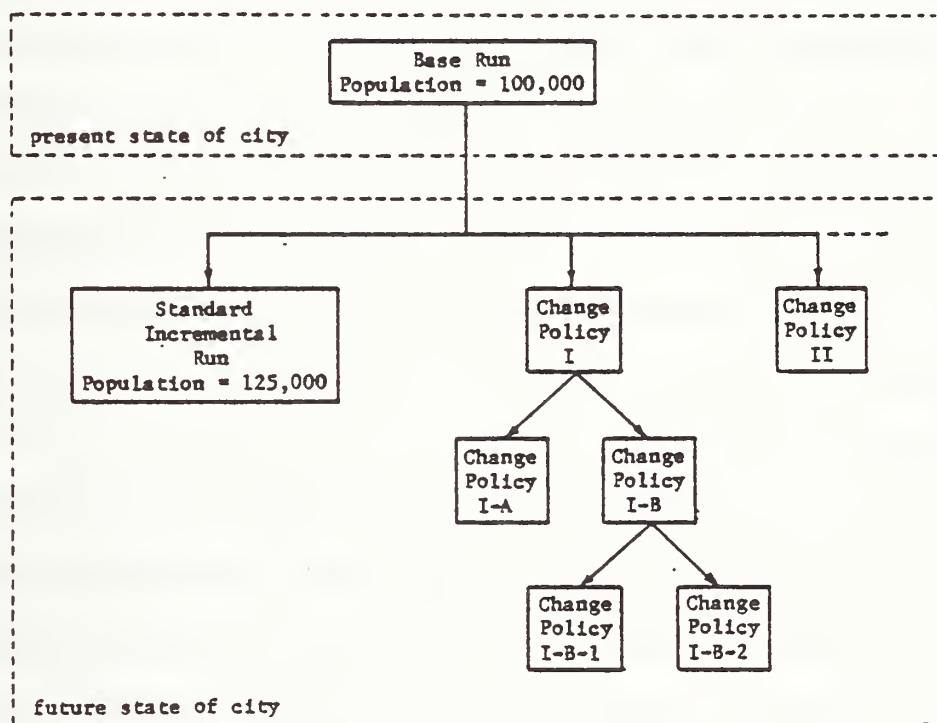 Base Run
Population = 100,000
present state of city
Standard
Incremental
Run
Population = 125,000
Change
Policy
I
Change
Policy
II
Change
Policy
I-A
Change
Policy
I-B
Change
Policy
I-B-1
Change
Policy
I-B-2
future state of city